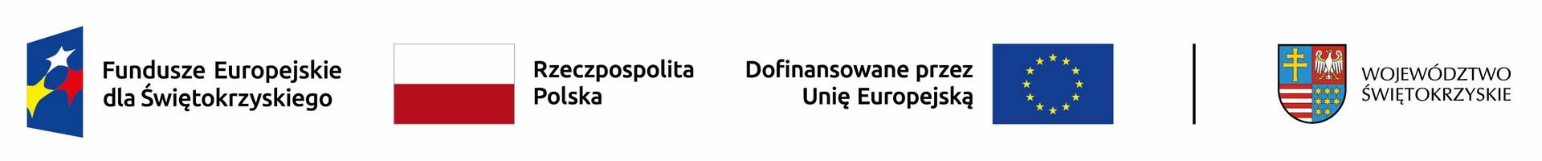 Fundusze Europejskie
dla Świętokrzyskiego
Rzeczpospolita
Polska
Dofinansowane przez
Unię Europejską
WOJEWÓDZTWO
ŚWIĘTOKRZYSKIE